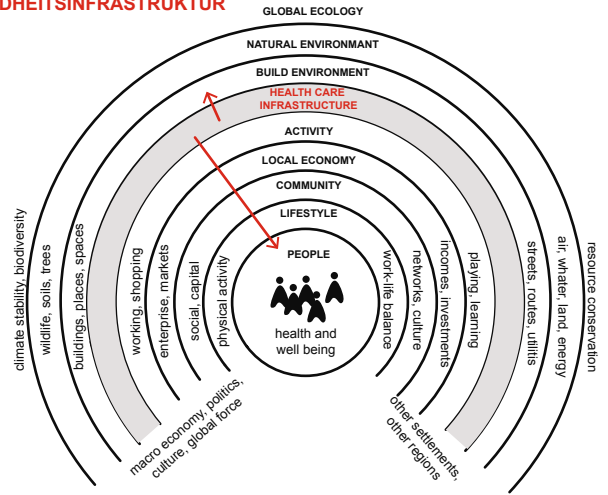 DHEITSINFRASTRUKTUR
GLOBAL ECOLOGY
NATURAL ENVIRONMANT
BUILD ENVIRONMENT
HEALTH CARE
INFRASTRUCTURE
ACTIVITY
LOCAL ECONOMY
COMMUNITY
LIFESTYLE
PEOPLE
health and
well being
climate stability, biodiversity
wildlife, soils, trees
buildings, places, spaces
working, shopping
enterprise, markets
social, capital
physical activity
work-life balance
networks, culture
incomes, investments
playing, learning
streets, routes, utilitis
air, whater, land, energy
resource conservation
macro economy, politics,
culture, global force
other settlements,
other regions